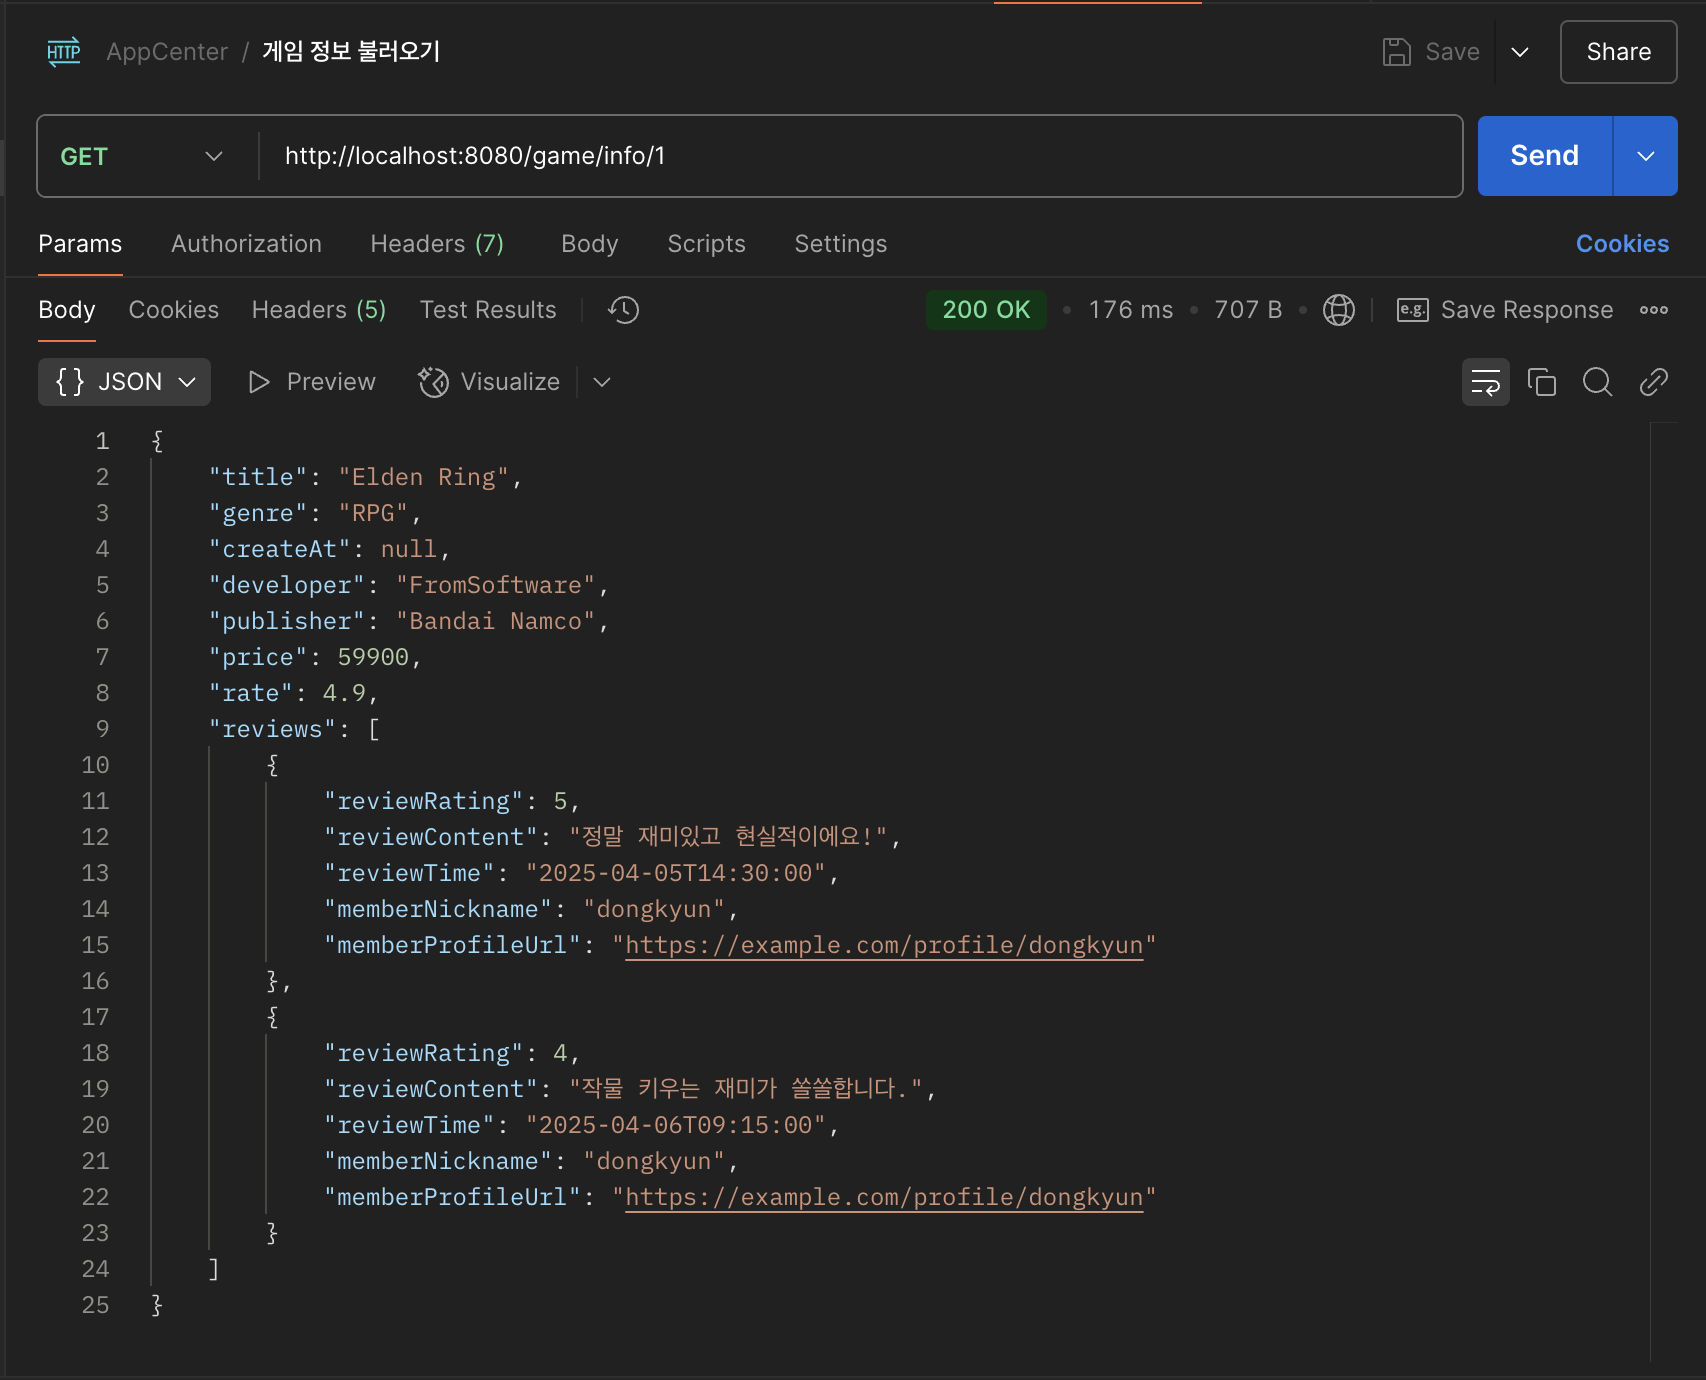 HTTP AppCenter / 게임 정보 불러오기 Save Share
GET http://localhost:8080/game/info/1 Send
Params Authorization Headers (7) Body Scripts Settings Cookies
Body Cookies Headers (5) Test Results 200 OK • 176 ms • 707 B • e.g. Save Response
{} JSON Preview Visualize
1 {
2 "title": "Elden Ring",
3 "genre": "RPG",
4 "createAt": null,
5 "developer": "FromSoftware",
6 "publisher": "Bandai Namco",
7 "price": 59900,
8 "rate": 4.9,
9 "reviews": [
10 {
11 "reviewRating": 5,
12 "reviewContent": "정말 재미있고 현실적이에요!",
13 "reviewTime": "2025-04-05T14:30:00",
14 "memberNickname": "dongkyun",
15 "memberProfileUrl": "https://example.com/profile/dongkyun"
16 },
17 {
18 "reviewRating": 4,
19 "reviewContent": "작물 키우는 재미가 쏠쏠합니다.",
20 "reviewTime": "2025-04-06T09:15:00",
21 "memberNickname": "dongkyun",
22 "memberProfileUrl": "https://example.com/profile/dongkyun"
23 }
24 ]
25 }